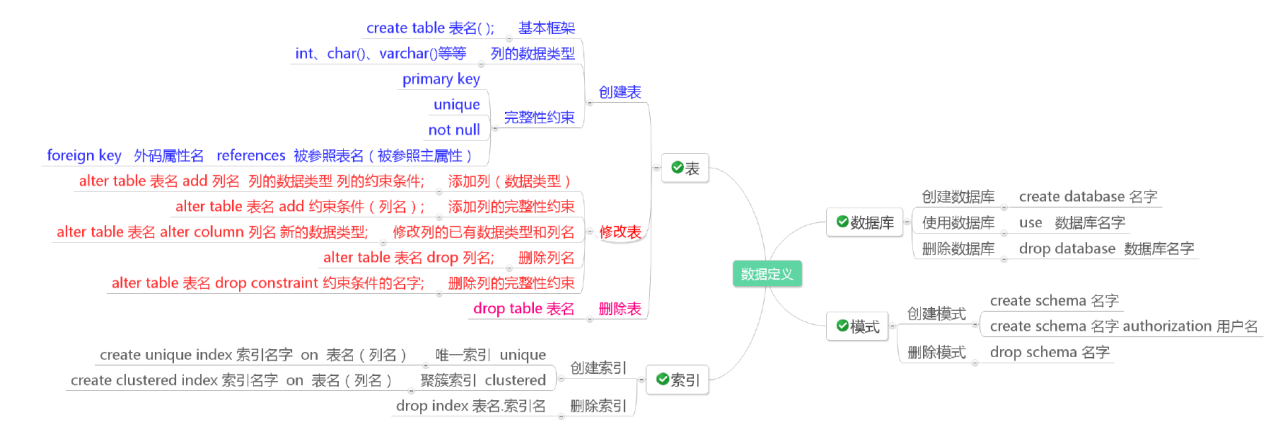 create table 表名( ); 基本框架
int、char()、varchar()等等 列的数据类型
primary key
unique
not null
foreign key 外码属性名 references 被参照表名（被参照主属性）
完整性约束
创建表
alter table 表名 add 列名 列的数据类型 列的约束条件; 添加列（数据类型）
alter table 表名 add 约束条件（列名）; 添加列的完整性约束
alter table 表名 alter column 列名 新的数据类型; 修改列的已有数据类型和列名
alter table 表名 drop 列名; 删除列名
alter table 表名 drop constraint 约束条件的名字; 删除列的完整性约束
修改表
drop table 表名 删除表
表
create unique index 索引名字 on 表名（列名） 唯一索引 unique
create clustered index 索引名字 on 表名（列名） 聚簇索引 clustered
创建索引
drop index 表名.索引名 删除索引
索引
数据定义
数据库
创建数据库 create database 名字
使用数据库 use 数据库名字
删除数据库 drop database 数据库名字
模式
创建模式
create schema 名字
create schema 名字 authorization 用户名
删除模式 drop schema 名字